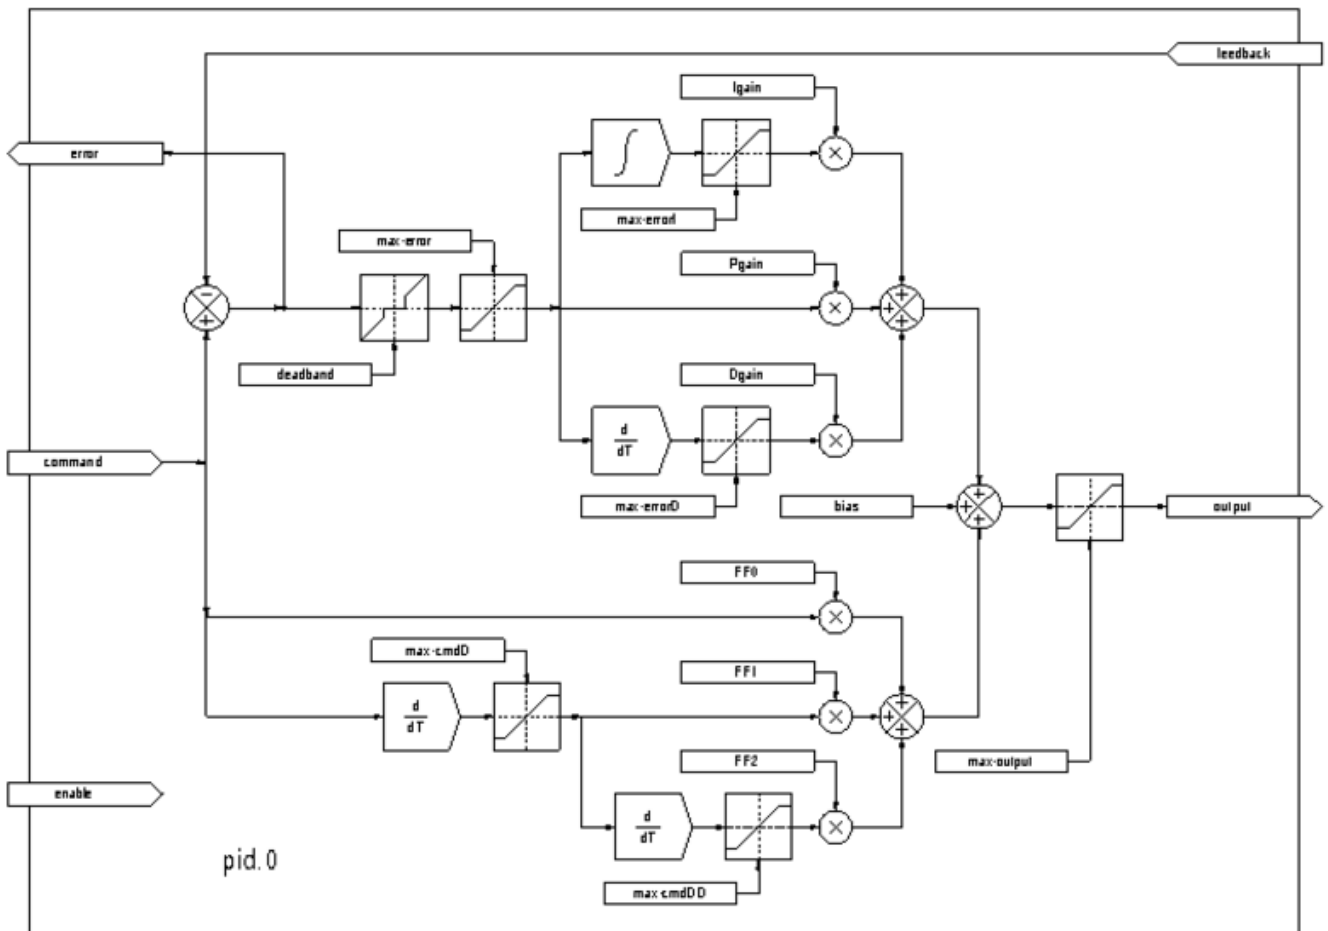 feedback
Igain
error
max-errorI
max-error
Pgain
deadband
Dgain
d
dT
command
max-errorD
bias
output
FF0
max-cmdD
FF1
d
dT
FF2
max-output
enable
d
dT
pid.0
max-cmdDD